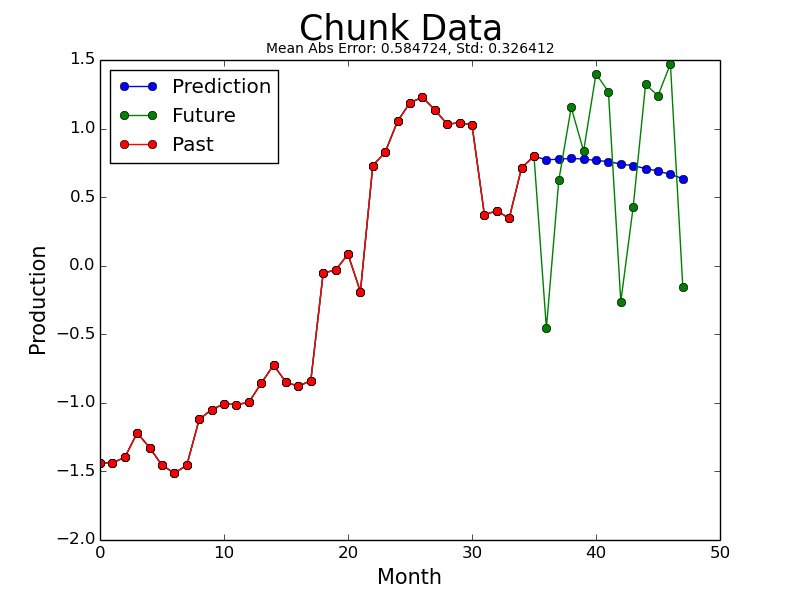 Chunk Data
Mean Abs Error: 0.584724, Std: 0.326412
Prediction
Future
Past
Production
1.5
1.0
0.5
0.0
−0.5
−1.0
−1.5
−2.0
0 10 20 30 40 50
Month